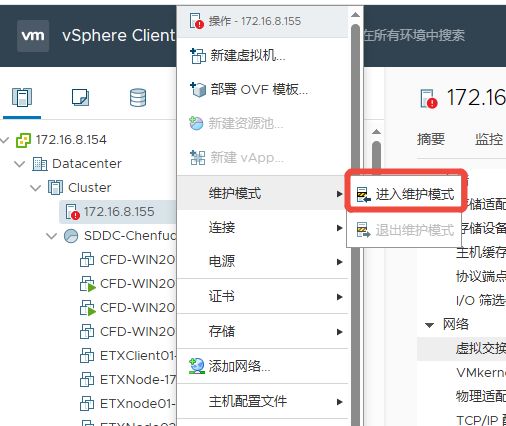 vm vSphere Client
在所有环境中搜索
172.16.8.154
Datacenter
Cluster
172.16.8.155
SDDC-Chenfud
CFD-WIN20
CFD-WIN20
CFD-WIN20
CFD-WIN20
ETXClient01-
ETXNode-17
ETXnode01-
ETXnode02-
操作 - 172.16.8.155
新建虚拟机...
部署 OVF 模板...
新建资源池...
新建 vApp...
维护模式
连接
电源
证书
存储
添加网络...
主机配置文件
进入维护模式
退出维护模式
172.16
摘要
监控
存储适配
存储设备
主机缓存
协议端点
I/O 筛选
网络
虚拟交换
VMkern
物理适配
TCP/IP